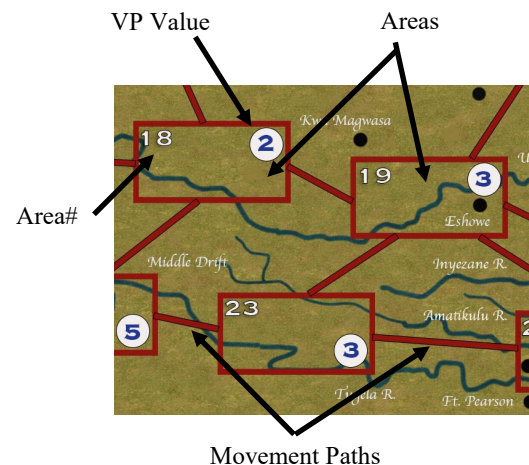 VP Value
Areas
Kwa Magwasa
18
2
19
3
U
Area#
Eshowe
Middle Drift
Inyezane R.
23
Amatikulu R.
5
3
2
Tugela R.
Ft. Pearson
Movement Paths